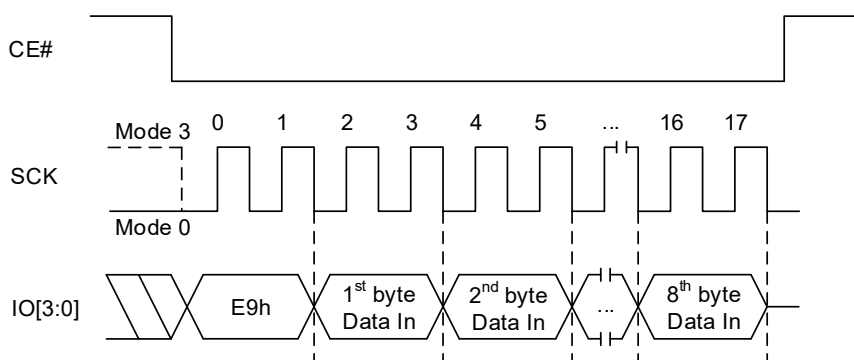 CE#
0 1 2 3 4 5 ... 16 17
Mode 3
SCK
Mode 0
IO[3:0]
E9h
1st byte
Data In
2nd byte
Data In
...
8th byte
Data In